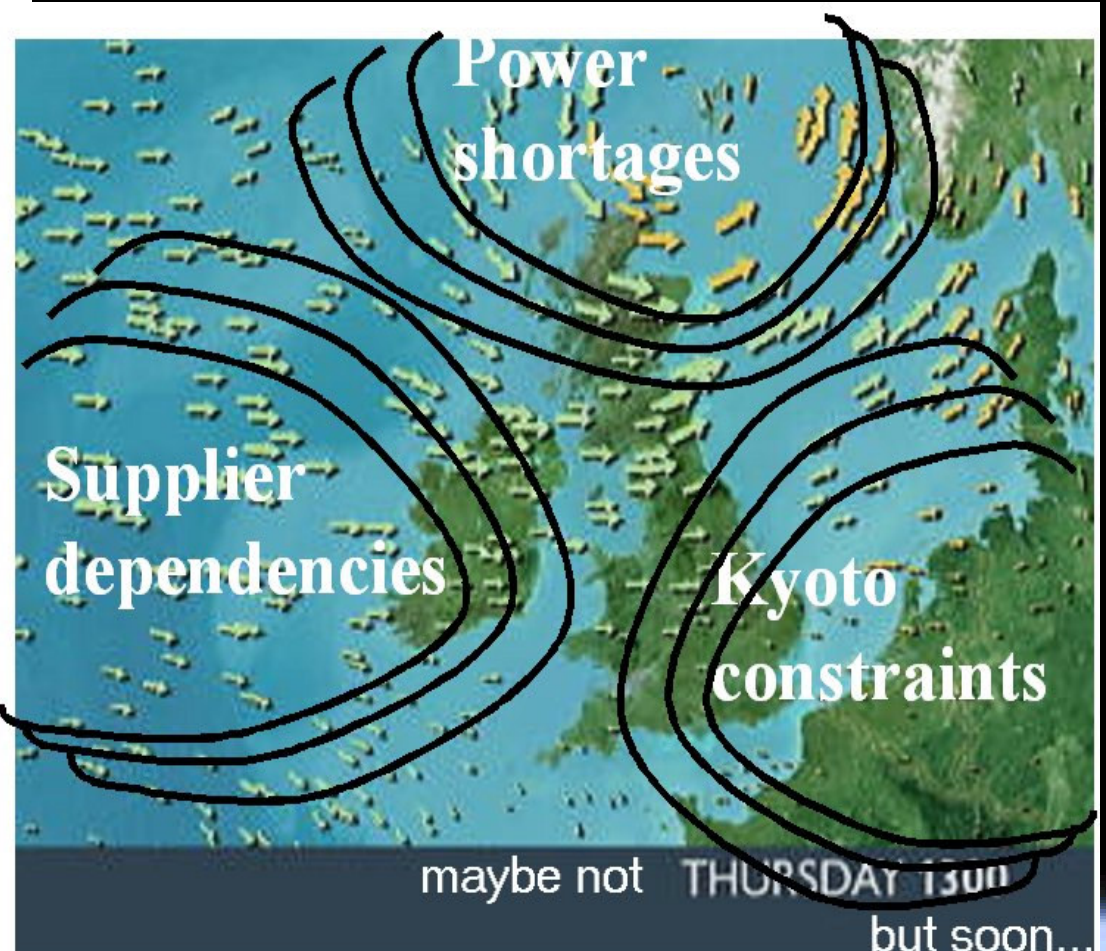 Power
shortages
Supplier
dependencies
Kyoto
constraints
maybe not THURSDAY 1300
but soon...